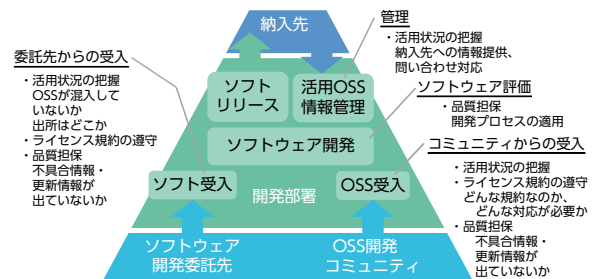 納入先
管理
・活用状況の把握
納入先への情報提供、
問い合わせ対応
委託先からの受入
・活用状況の把握
OSSが混入して
いないか
出所はどこか
・ライセンス規約の遵守
・品質担保
不具合情報・
更新情報が
出ていないか
ソフト
リリース
活用OSS
情報管理
ソフトウェア評価
・品質担保
開発プロセスの適用
ソフトウェア開発
コミュニティからの受入
・活用状況の把握
・ライセンス規約の遵守
どんな規約なのか、
どんな対応が必要か
・品質担保
不具合情報・
更新情報が
出ていないか
ソフト受入
OSS受入
開発部署
ソフトウェア
開発委託先
OSS開発
コミュニティ